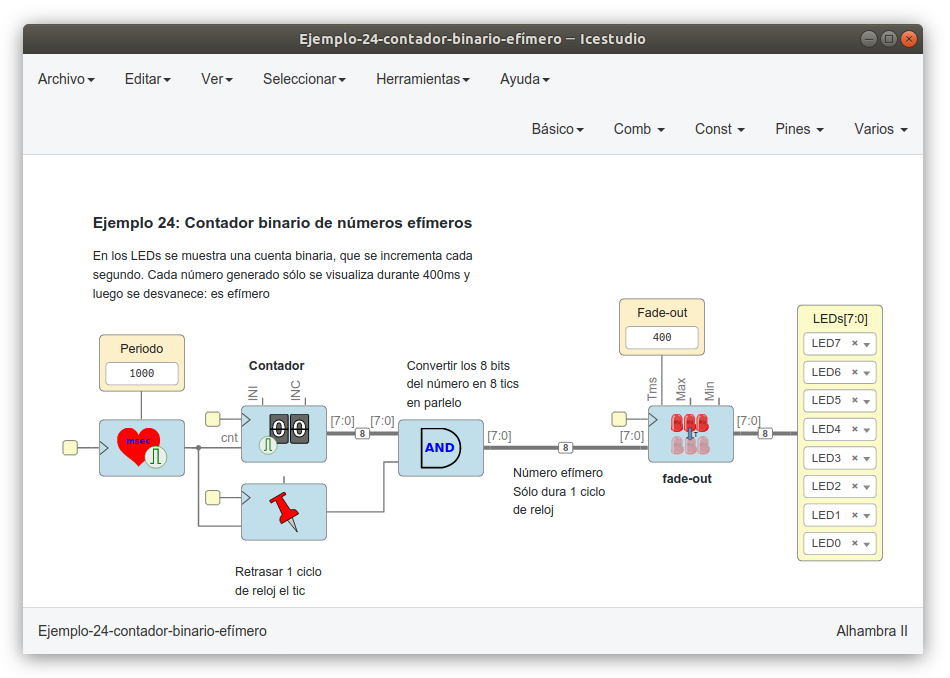 Ejemplo-24-contador-binario-efímero — Icestudio
Archivo Editar Ver Seleccionar Herramientas Ayuda
Básico Comb Const Pines Varios
Ejemplo 24: Contador binario de números efímeros
En los LEDs se muestra una cuenta binaria, que se incrementa cada
segundo. Cada número generado sólo se visualiza durante 400ms y
luego se desvanece: es efímero
Periodo
1000
msec
Contador
INI
INC
cnt
00
[7:0]
8
[7:0]
Retrasar 1 ciclo
de reloj el tic
Convertir los 8 bits
del número en 8 tics
en parlelo
AND
[7:0]
8
Número efímero
Sólo dura 1 ciclo
de reloj
Fade-out
400
Tms
Max
Min
[7:0]
T
fade-out
[7:0]
8
LEDs[7:0]
LED7 ×
LED6 ×
LED5 ×
LED4 ×
LED3 ×
LED2 ×
LED1 ×
LED0 ×
Ejemplo-24-contador-binario-efímero
Alhambra II